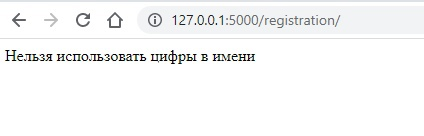 127.0.0.1:5000/registration/
Нельзя использовать цифры в имени